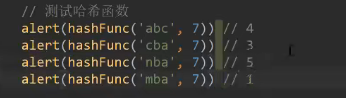 // 测试哈希函数
alert(hashFunc('abc', 7)) // 4
alert(hashFunc('cba', 7)) // 3
alert(hashFunc('nba', 7)) // 5
alert(hashFunc('mba', 7)) // 1